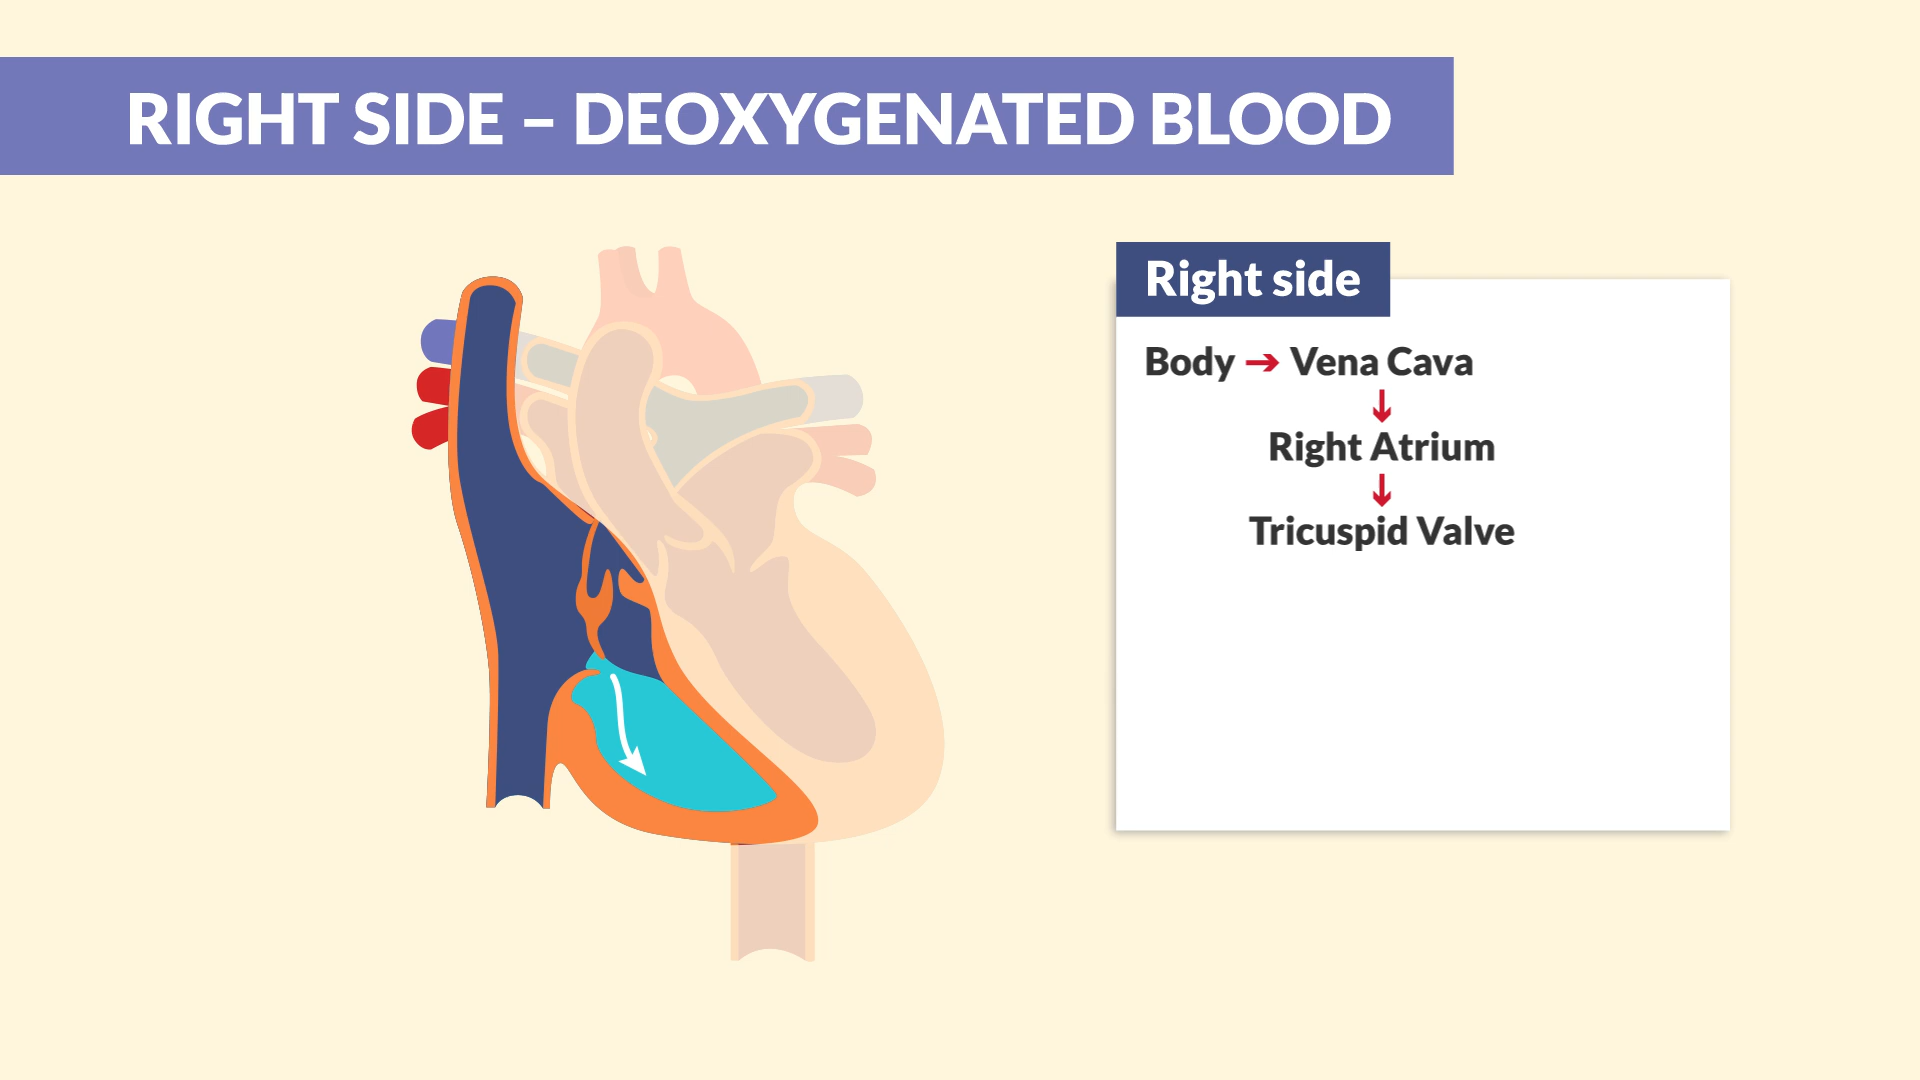 RIGHT SIDE – DEOXYGENATED BLOOD
Right side
Body ➔ Vena Cava
↓
Right Atrium
↓
Tricuspid Valve